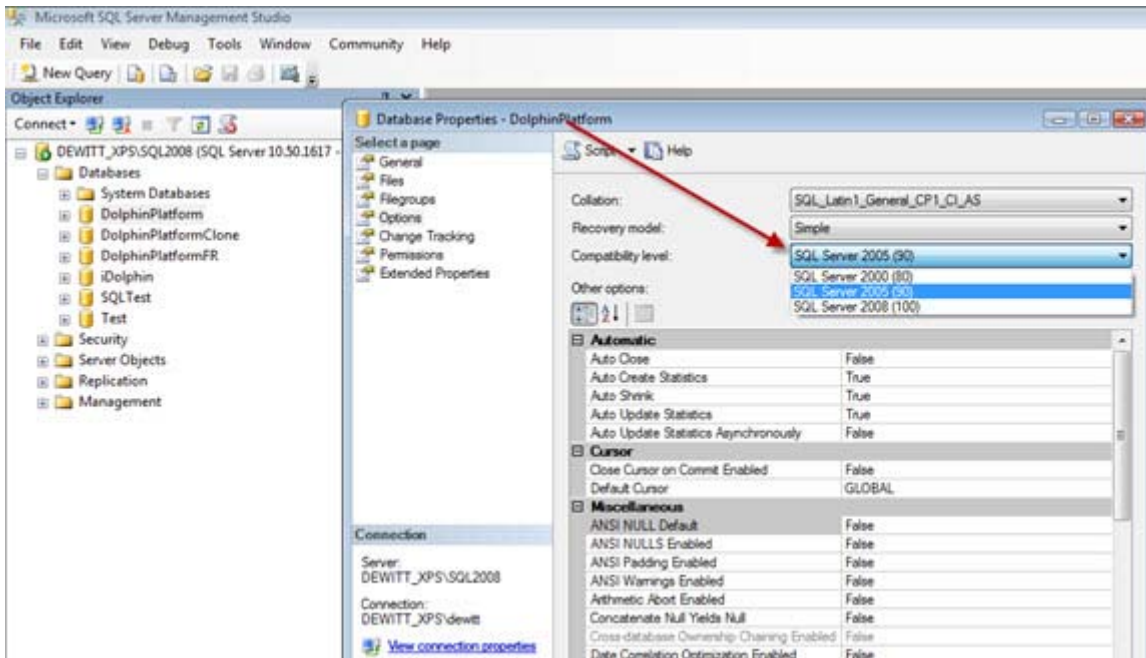 Microsoft SQL Server Management Studio
File Edit View Debug Tools Window Community Help
New Query
Object Explorer
Connect
DEWITT_XPS\SQL2008 (SQL Server 10.50.1617 -
Databases
System Databases
DolphinPlatform
DolphinPlatformClone
DolphinPlatformFR
iDolphin
SQLTest
Test
Security
Server Objects
Replication
Management
Database Properties - DolphinPlatform
Select a page
General
Files
Filegroups
Options
Change Tracking
Permissions
Extended Properties
Connection
Server:
DEWITT_XPS\SQL2008
Connection:
DEWITT_XPS\dewitt
View connection properties
Script Help
Collation: SQL_Latin1_General_CP1_CI_AS
Recovery model: Simple
Compatibility level: SQL Server 2005 (90)
SQL Server 2000 (80)
SQL Server 2005 (90)
SQL Server 2008 (100)
Other options:
Automatic
Auto Close False
Auto Create Statistics True
Auto Shrink True
Auto Update Statistics True
Auto Update Statistics Asynchronously False
Cursor
Close Cursor on Commit Enabled False
Default Cursor GLOBAL
Miscellaneous
ANSI NULL Default False
ANSI NULLS Enabled False
ANSI Padding Enabled False
ANSI Warnings Enabled False
Arithmetic Abort Enabled False
Concatenate Null Yields Null False
Cross-database Ownership Chaining Enabled False
Date Correlation Optimization Enabled False